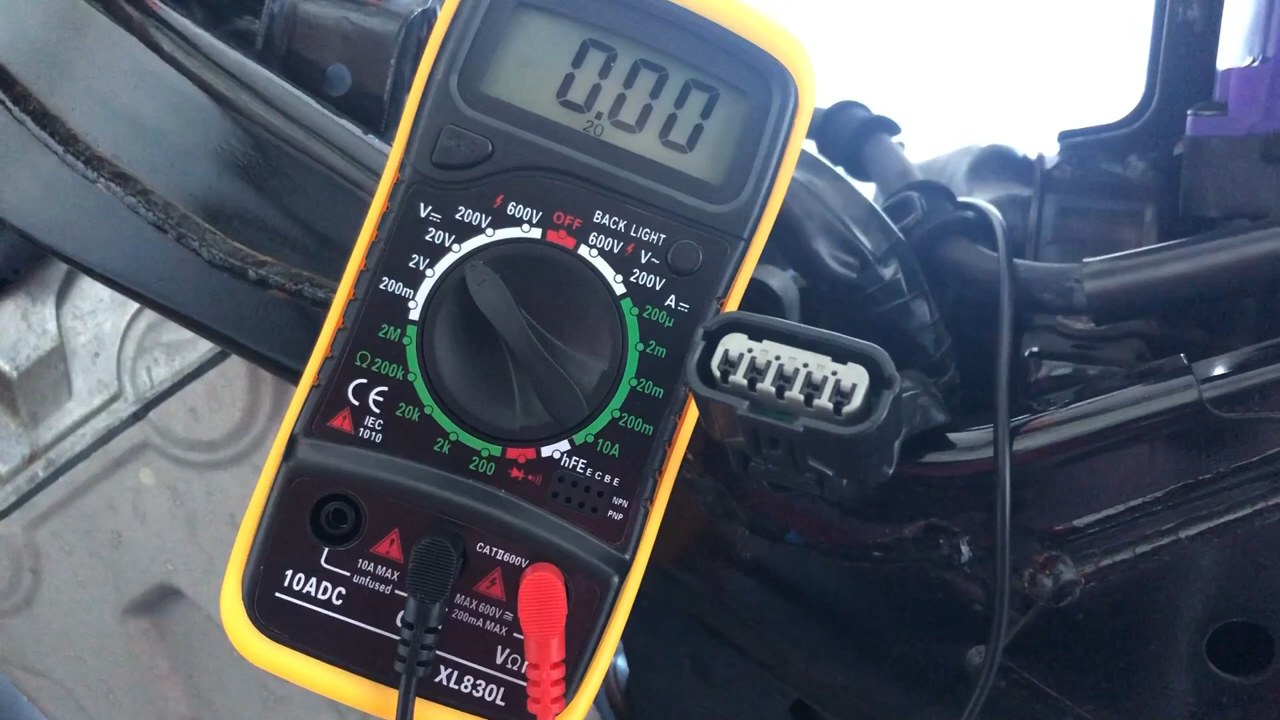 0.00
20
V⎓ 200V 600V OFF BACK LIGHT
20V 600V V~
2V 200V
200m A⎓
2M 200µ
Ω 200k 2m
20k 20m
2k 200m
200 10A
hFE E C B E
NPN
PNP
CE
IEC
1010
10A MAX
unfused
10ADC
CATII600V
MAX 600V≂
200mA MAX
VΩ
XL830L